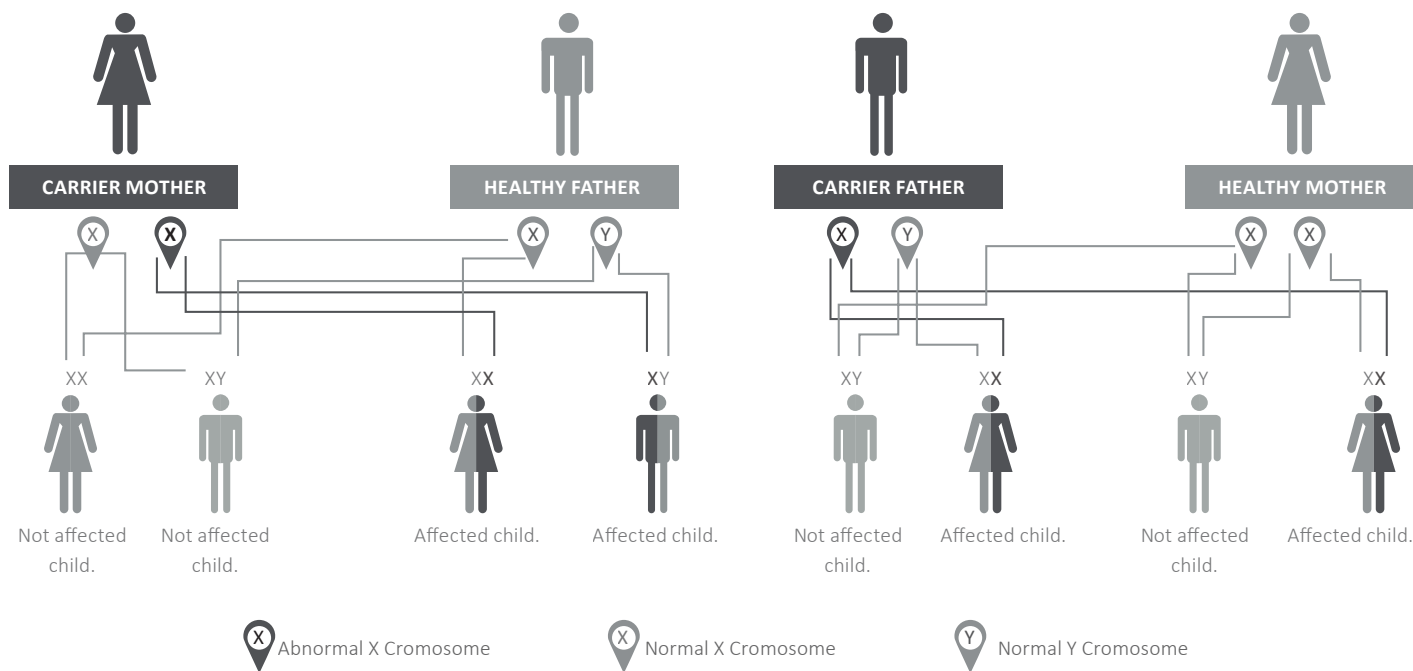 CARRIER MOTHER
HEALTHY FATHER
CARRIER FATHER
HEALTHY MOTHER
X
X
X
Y
X
Y
X
X
XX
XY
XX
XY
XY
XX
XY
XX
Not affected
child.
Not affected
child.
Affected child.
Affected child.
Not affected
child.
Affected child.
Not affected
child.
Affected child.
X Abnormal X Cromosome
X Normal X Cromosome
Y Normal Y Cromosome